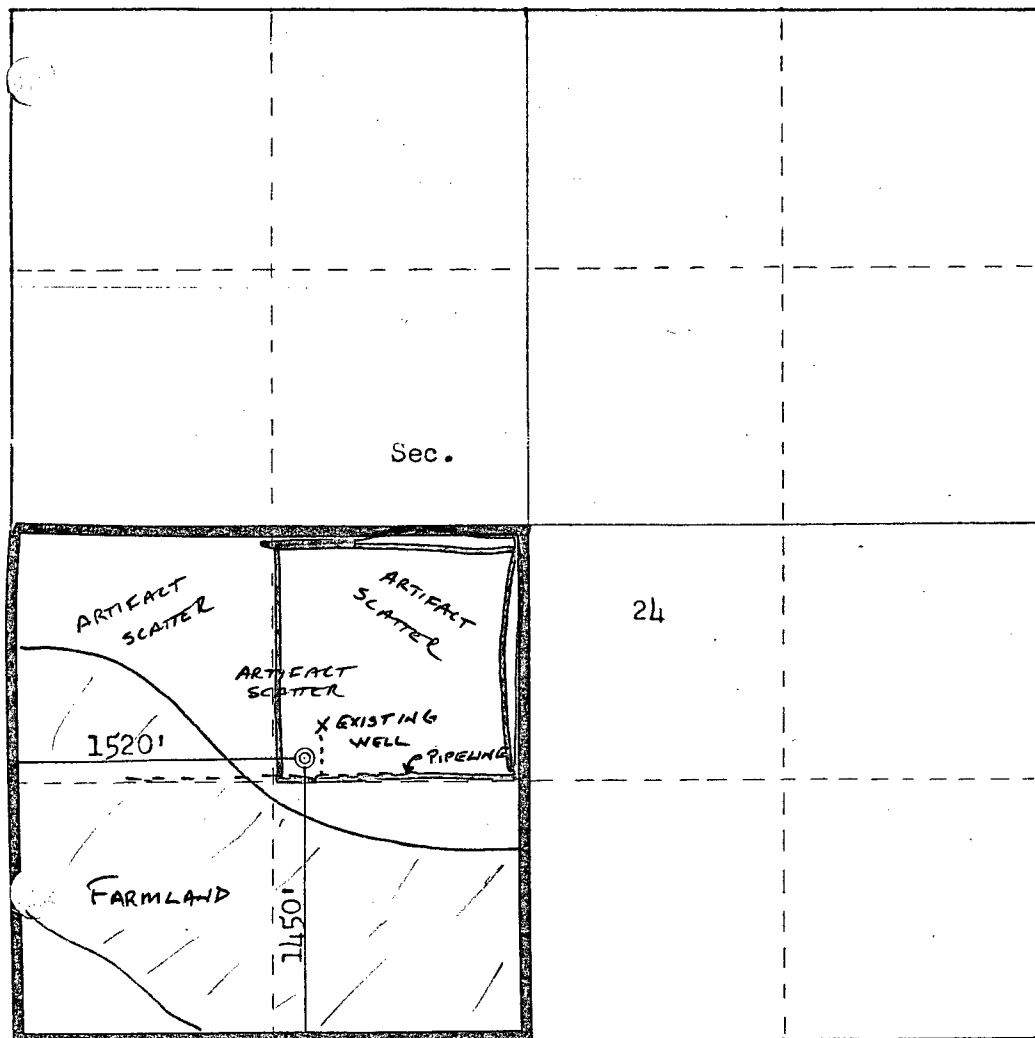 Sec.
24
ARTIFACT
SCATTER
ARTIFACT
SCATTER
ARTIFACT
SCATTER
X EXISTING
WELL
PIPELINE
1520'
FARMLAND
1450'